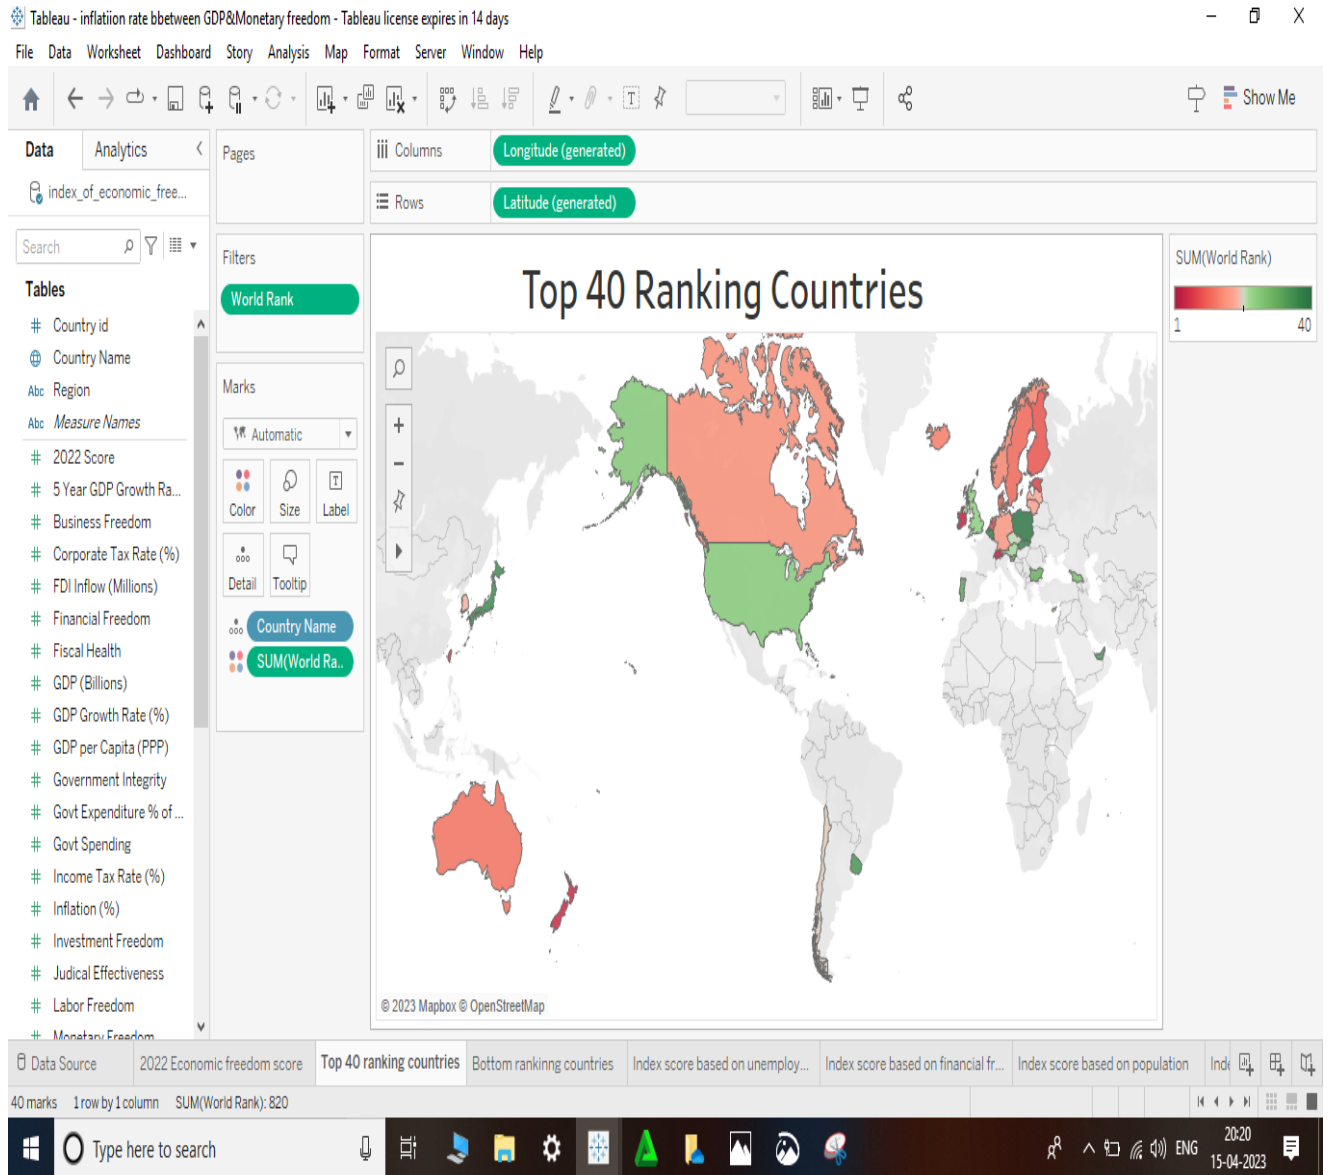 Tableau - inflatiion rate bbetween GDP&Monetary freedom - Tableau license expires in 14 days
File Data Worksheet Dashboard Story Analysis Map Format Server Window Help
Show Me
Data Analytics
index_of_economic_free...
Search
Tables
Country id
Country Name
Abc Region
Abc Measure Names
2022 Score
5 Year GDP Growth Ra...
Business Freedom
Corporate Tax Rate (%)
FDI Inflow (Millions)
Financial Freedom
Fiscal Health
GDP (Billions)
GDP Growth Rate (%)
GDP per Capita (PPP)
Government Integrity
Govt Expenditure % of ...
Govt Spending
Income Tax Rate (%)
Inflation (%)
Investment Freedom
Judical Effectiveness
Labor Freedom
Monetary Freedom
Pages
Filters
World Rank
Marks
Automatic
Color Size Label
Detail Tooltip
Country Name
SUM(World Ra..
Columns Longitude (generated)
Rows Latitude (generated)
Top 40 Ranking Countries
© 2023 Mapbox © OpenStreetMap
SUM(World Rank)
1 40
Data Source 2022 Economic freedom score Top 40 ranking countries Bottom rankinng countries Index score based on unemploy... Index score based on financial fr... Index score based on population Inde
40 marks 1 row by 1 column SUM(World Rank): 820
Type here to search
ENG
20:20
15-04-2023